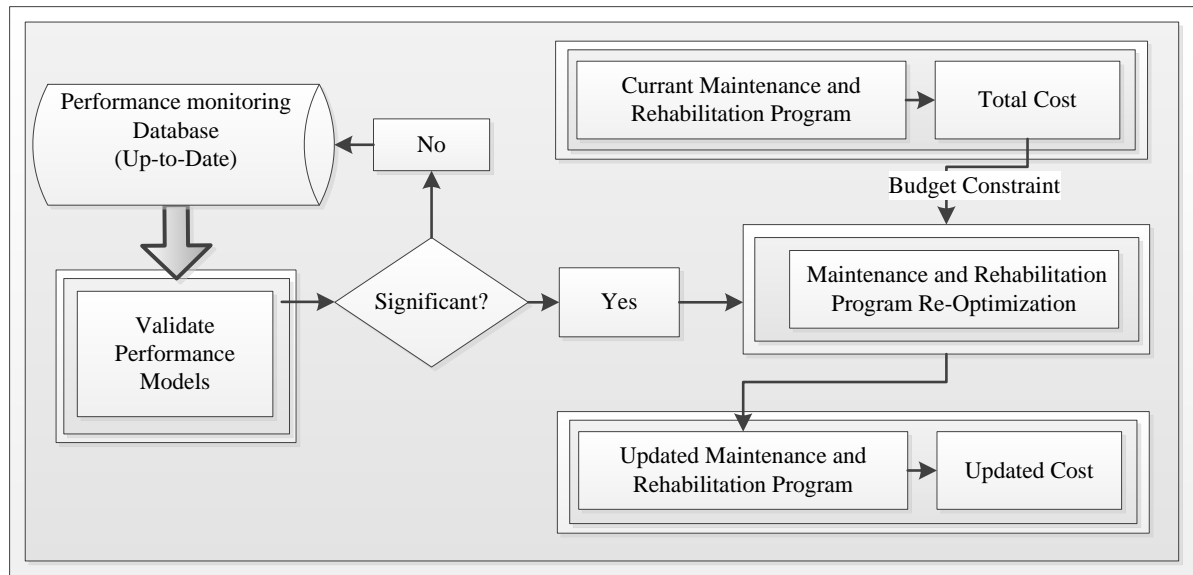 Performance monitoring
Database
(Up-to-Date)
No
Currant Maintenance and
Rehabilitation Program
Total Cost
Budget Constraint
Validate
Performance
Models
Significant?
Yes
Maintenance and Rehabilitation
Program Re-Optimization
Updated Maintenance and
Rehabilitation Program
Updated Cost